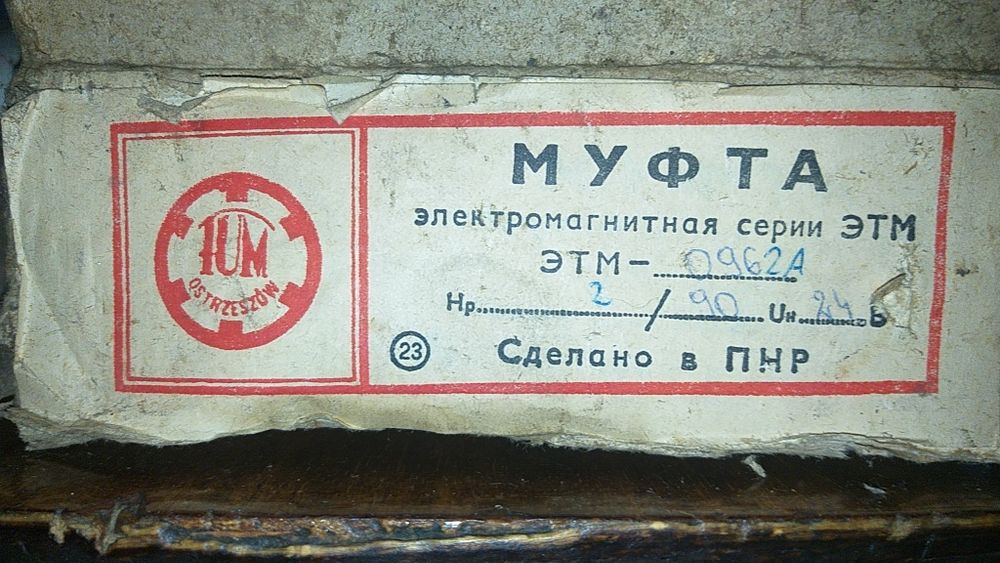 FUM
OSTRZESZÓW
МУФТА
электромагнитная серии ЭТМ
ЭТМ- 0962А
Нр. 2 / 90 Uн 24 В
23 Сделано в ПНР